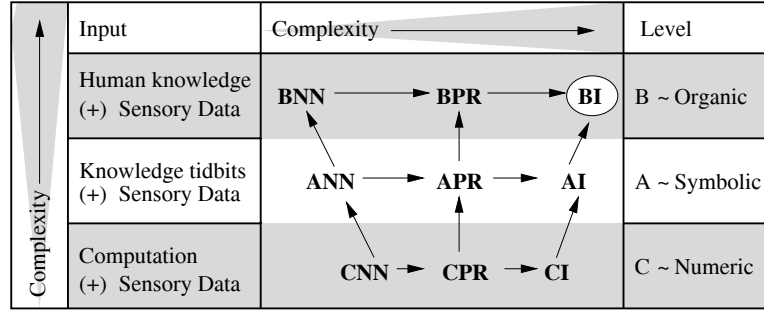 Complexity
Input
Complexity
Level
Human knowledge
(+) Sensory Data
BNN
BPR
BI
B ~ Organic
Knowledge tidbits
(+) Sensory Data
ANN
APR
AI
A ~ Symbolic
Computation
(+) Sensory Data
CNN
CPR
CI
C ~ Numeric